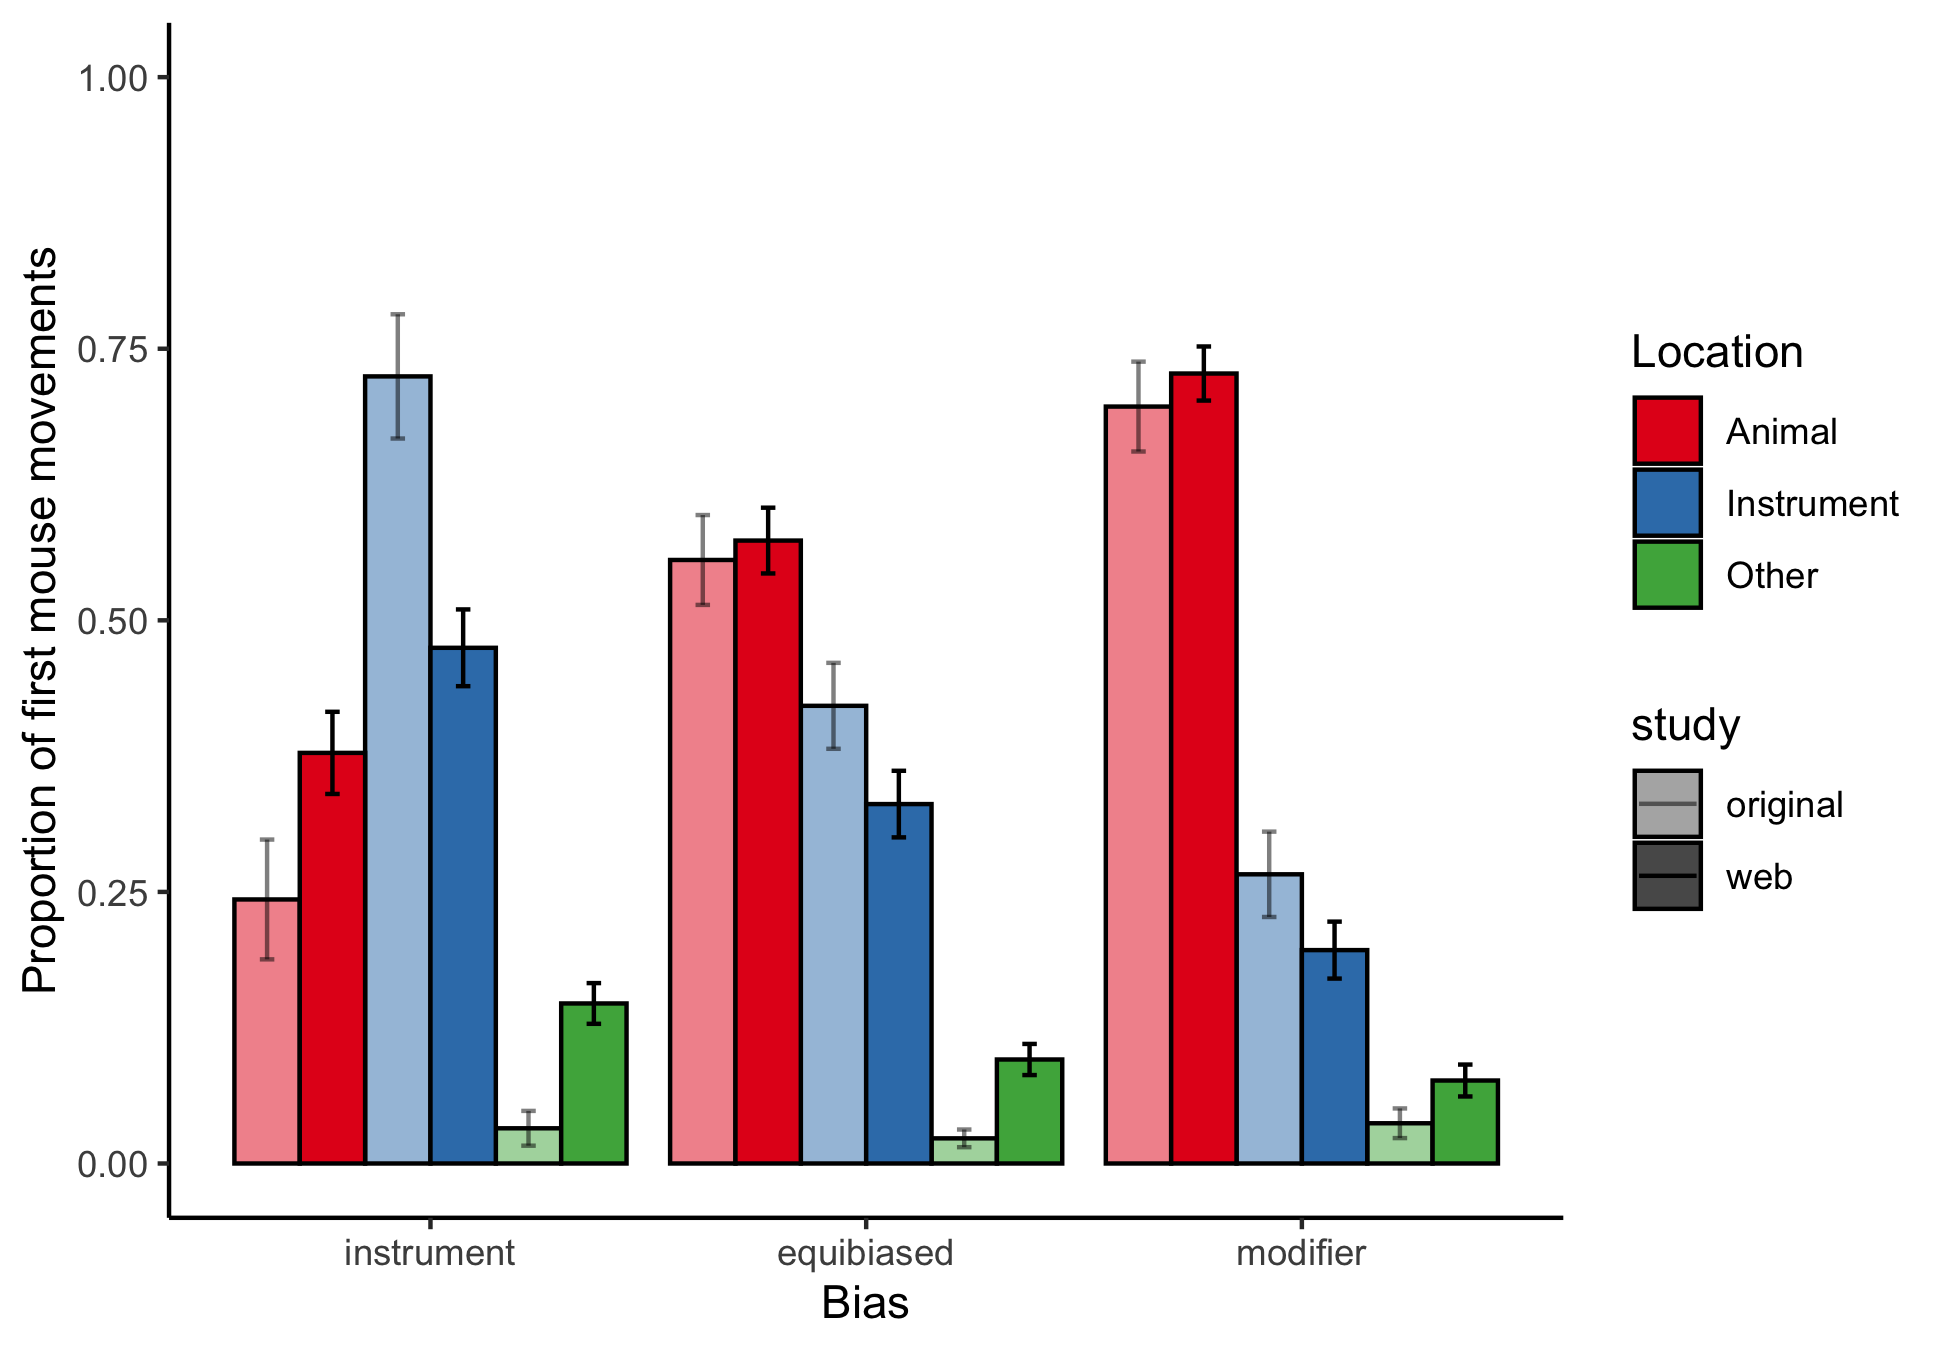 Proportion of first mouse movements
1.00
0.75
0.50
0.25
0.00
instrument
equibiased
modifier
Bias
Location
Animal
Instrument
Other
study
original
web